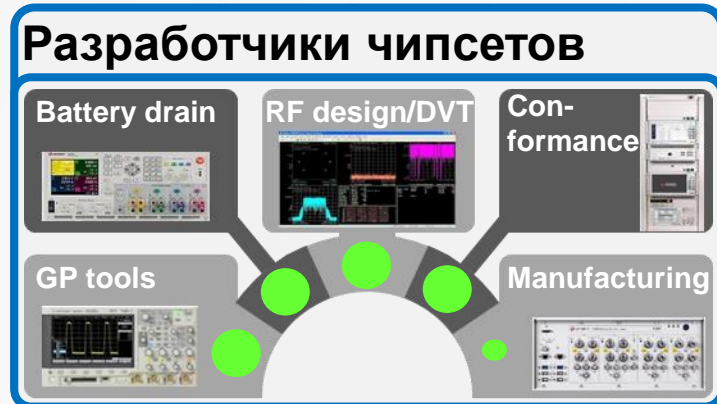 Разработчики чипсетов
Battery drain
RF design/DVT
Con-
formance
GP tools
Manufacturing